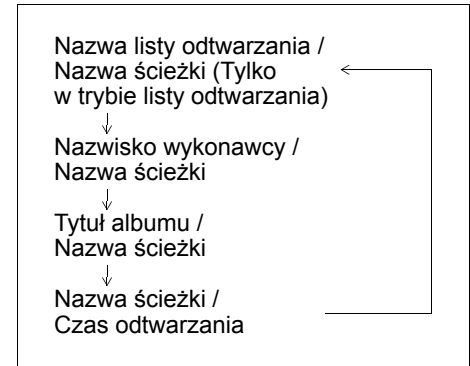 Nazwa listy odtwarzania /
Nazwa ścieżki (Tylko
w trybie listy odtwarzania)
Nazwisko wykonawcy /
Nazwa ścieżki
Tytuł albumu /
Nazwa ścieżki
Nazwa ścieżki /
Czas odtwarzania